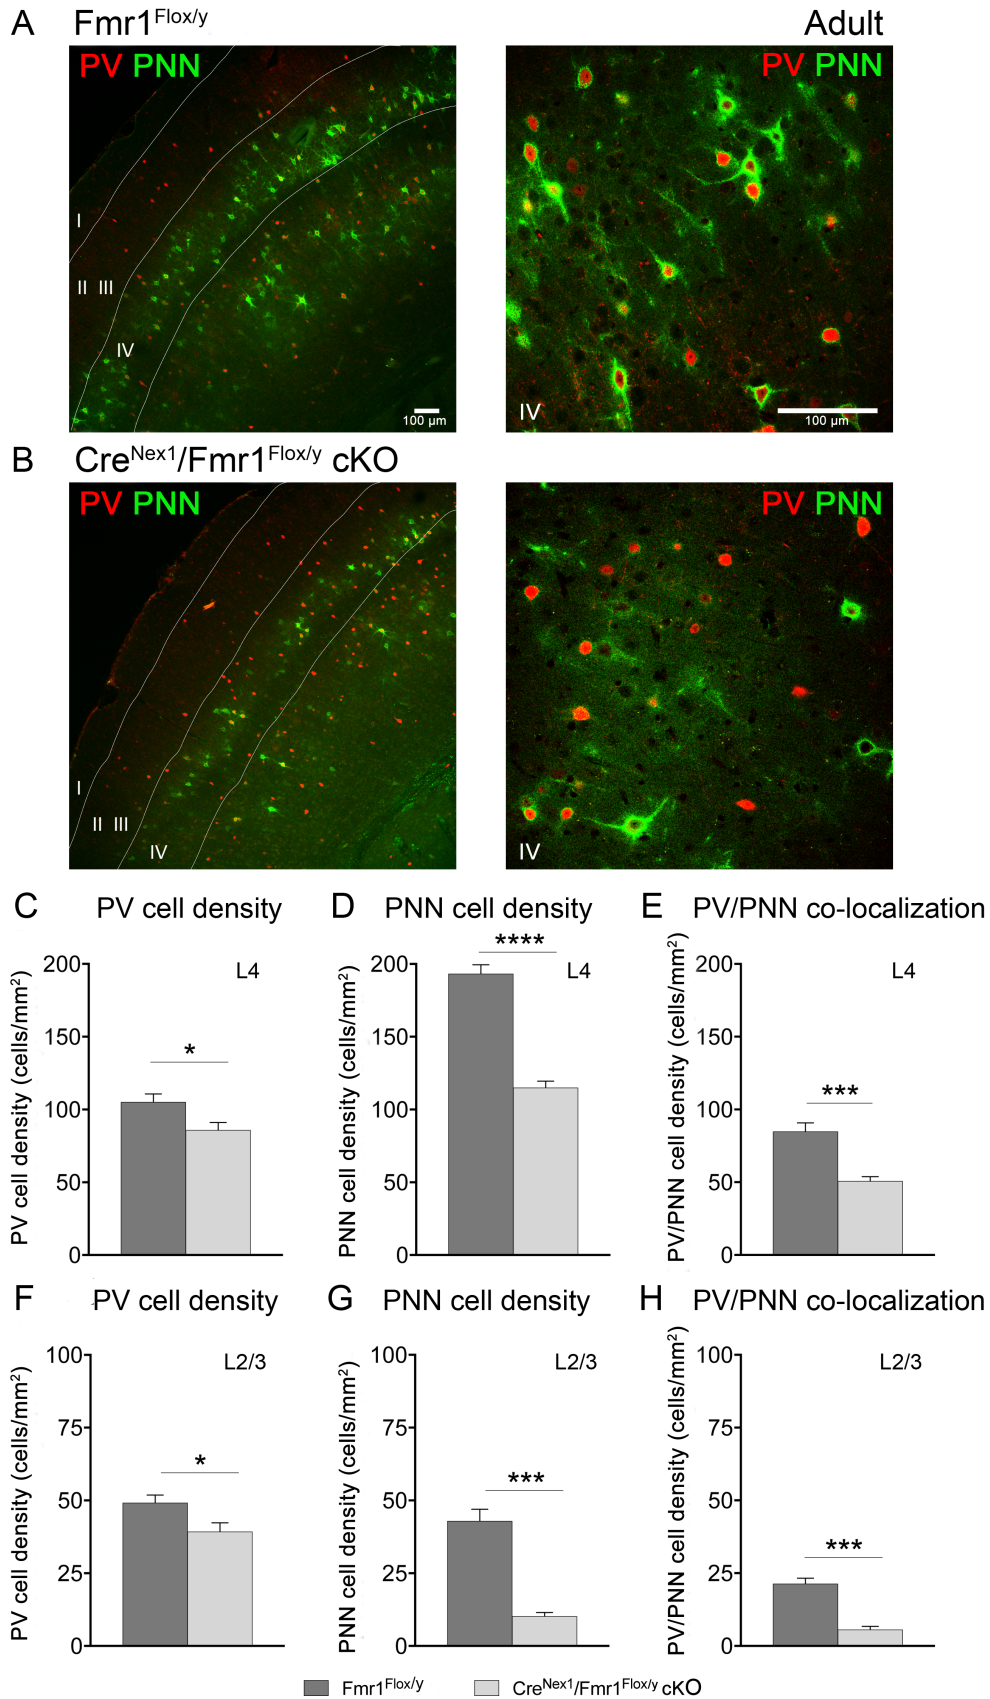 A Fmr1Flox/y Adult
PV PNN
PV PNN
I
II III
IV
100 µm
IV
100 µm
B CreNex1/Fmr1Flox/y cKO
PV PNN
PV PNN
I
II III
IV
IV
C PV cell density
D PNN cell density
E PV/PNN co-localization
PV cell density (cells/mm²)
200
150
100
50
0
L4
*
PNN cell density (cells/mm²)
200
150
100
50
0
L4
****
PV/PNN cell density (cells/mm²)
200
150
100
50
0
L4
***
F PV cell density
G PNN cell density
H PV/PNN co-localization
PV cell density (cells/mm²)
100
75
50
25
0
L2/3
*
PNN cell density (cells/mm²)
100
75
50
25
0
L2/3
***
PV/PNN cell density (cells/mm²)
100
75
50
25
0
L2/3
***
Fmr1Flox/y
CreNex1/Fmr1Flox/y cKO